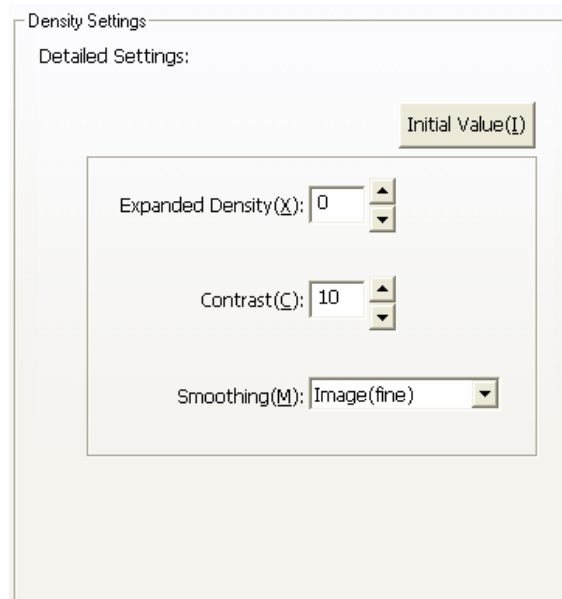 Density Settings
Detailed Settings:
Initial Value(I)
Expanded Density(X): 0
Contrast(C): 10
Smoothing(M): Image(fine)